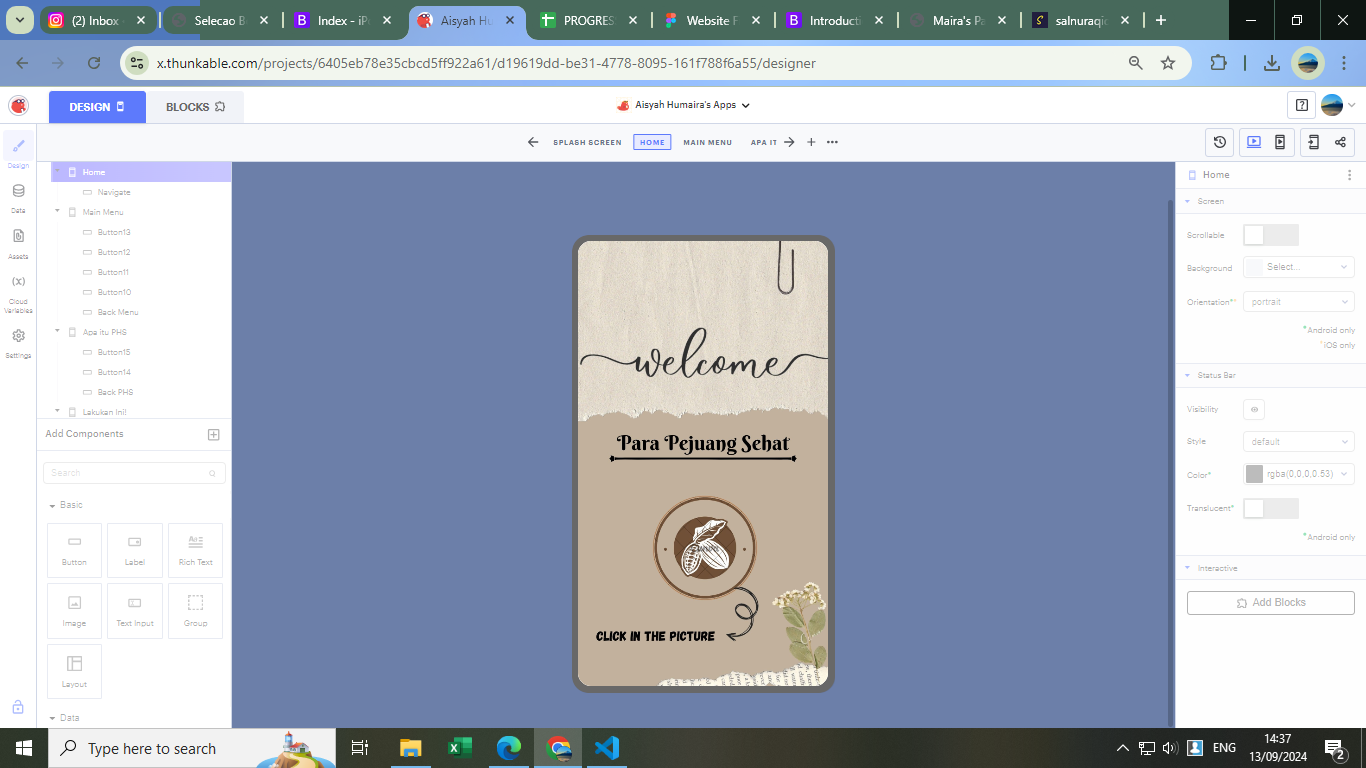 (2) Inbox
Selecao B
Index - iP
Aisyah Hu
PROGRES
Website F
Introducti
Maira's Pa
salnuraqic
x.thunkable.com/projects/6405eb78e35cbcd5ff922a61/d19619dd-be31-4778-8095-161f788f6a55/designer
DESIGN
BLOCKS
Aisyah Humaira's Apps
SPLASH SCREEN
HOME
MAIN MENU
APA IT
Design
Data
Assets
Cloud
Variables
Settings
Home
Navigate
Main Menu
Button13
Button12
Button11
Button10
Back Menu
Apa itu PHS
Button15
Button14
Back PHS
Lakukan Ini!
Add Components
Search
Basic
Button
Label
Rich Text
Image
Text Input
Group
Layout
Data
welcome
Para Pejuang Sehat
CLICK IN THE PICTURE
Home
Screen
Scrollable
Background
Select...
Orientation*
portrait
*Android only
iOS only
Status Bar
Visibility
Style
default
Color*
rgba(0,0,0,0.53)
Translucent*
*Android only
Interactive
Add Blocks
Type here to search
ENG
14:37
13/09/2024
2